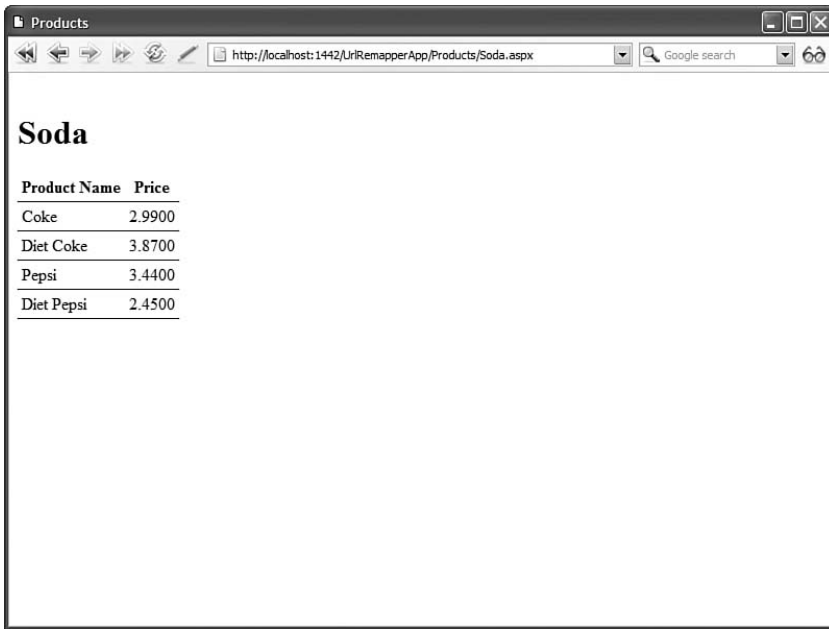 Products
http://localhost:1442/UrlRemapperApp/Products/Soda.aspx
Google search
Soda
Product Name Price
Coke 2.9900
Diet Coke 3.8700
Pepsi 3.4400
Diet Pepsi 2.4500